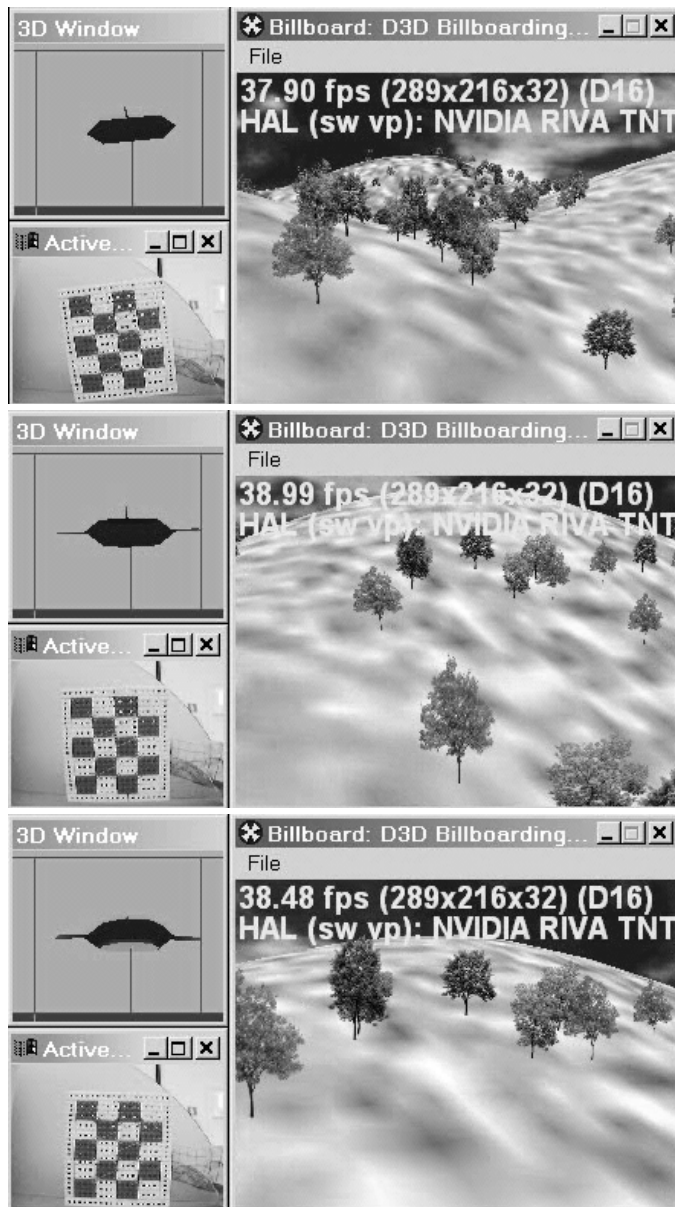 3D Window
Billboard: D3D Billboarding...
File
37.90 fps (289x216x32) (D16)
HAL (sw vp): NVIDIA RIVA TNT
Active...
3D Window
Billboard: D3D Billboarding...
File
38.99 fps (289x216x32) (D16)
HAL (sw vp): NVIDIA RIVA TNT
Active...
3D Window
Billboard: D3D Billboarding...
File
38.48 fps (289x216x32) (D16)
HAL (sw vp): NVIDIA RIVA TNT
Active...